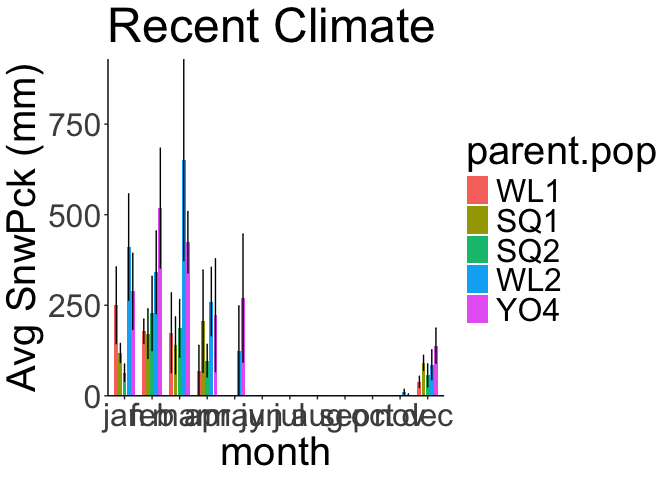 Recent Climate
Avg SnwPck (mm)
750
500
250
0
jan feb mar apr may jun jul aug sep oct nov dec
month
parent.pop
WL1
SQ1
SQ2
WL2
YO4